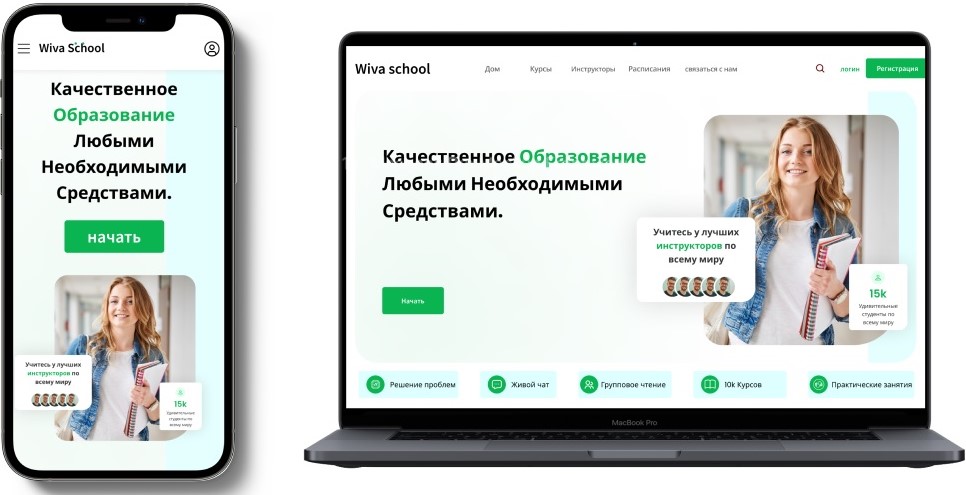 Wiva School
Качественное
Образование
Любыми
Необходимыми
Средствами.
начать
Учитесь у лучших
инструкторов по
всему миру
15k
Удивительные
студенты по
всему миру
Wiva school
Дом Курсы Инструкторы Расписания связаться с нам логин Регистрация
Качественное Образование
Любыми Необходимыми
Средствами.
Начать
Учитесь у лучших
инструкторов по
всему миру
15k
Удивительные
студенты по
всему миру
Решение проблем Живой чат Групповое чтение 10k Курсов Практические занятия
MacBook Pro